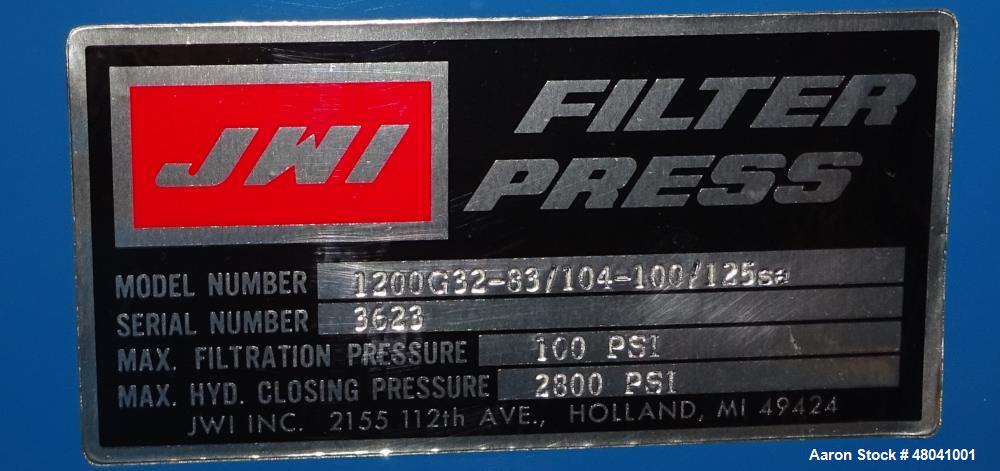 JWI
FILTER
PRESS
MODEL NUMBER 1200G32-83/104-100/125sa
SERIAL NUMBER 3623
MAX. FILTRATION PRESSURE 100 PSI
MAX. HYD. CLOSING PRESSURE 2800 PSI
JWI INC. 2155 112th AVE., HOLLAND, MI 49424
Aaron Stock # 48041001